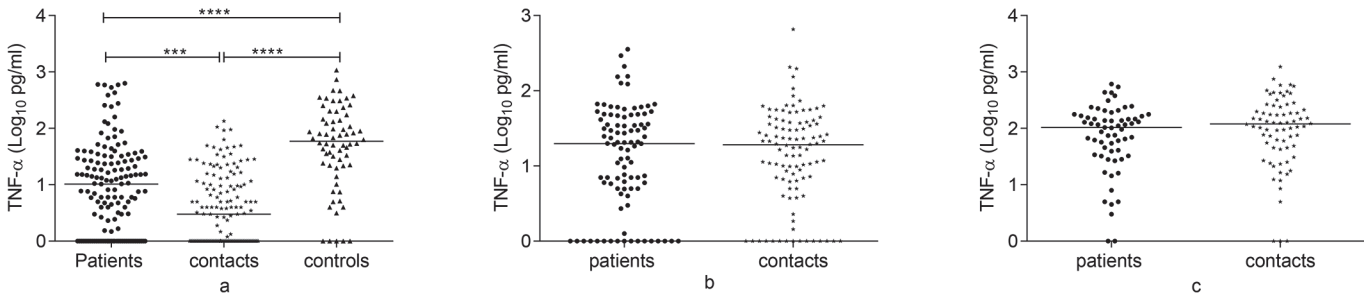 4
3
2
1
0
TNF-α (Log10 pg/ml)
****
*** ****
Patients contacts controls
a
3
2
1
0
TNF-α (Log10 pg/ml)
patients contacts
b
4
3
2
1
0
TNF-α (Log10 pg/ml)
patients contacts
c